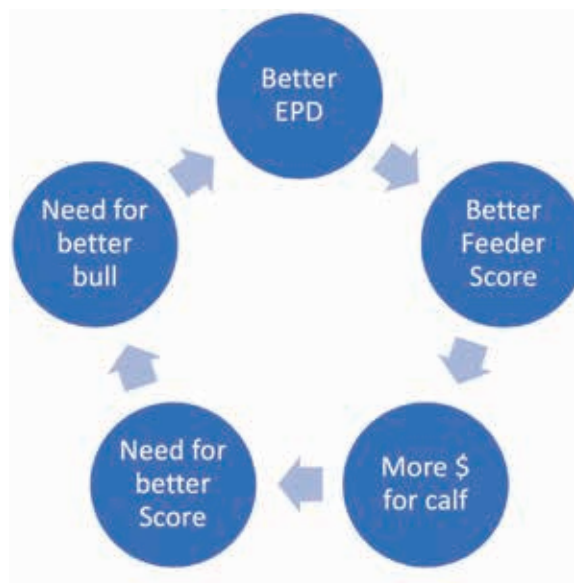 Better
EPD
Better
Feeder
Score
More $
for calf
Need for
better
Score
Need for
better
bull